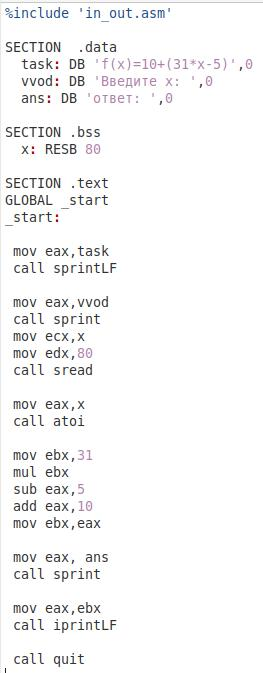 %include 'in_out.asm'
SECTION  .data
task: DB 'f(x)=10+(31*x-5)',0
vvod: DB 'Введите x: ',0
ans: DB 'ответ: ',0
SECTION .bss
x: RESB 80
SECTION .text
GLOBAL _start
_start:
mov eax,task
call sprintLF
mov eax,vvod
call sprint
mov ecx,x
mov edx,80
call sread
mov eax,x
call atoi
mov ebx,31
mul ebx
sub eax,5
add eax,10
mov ebx,eax
mov eax, ans
call sprint
mov eax,ebx
call iprintLF
call quit